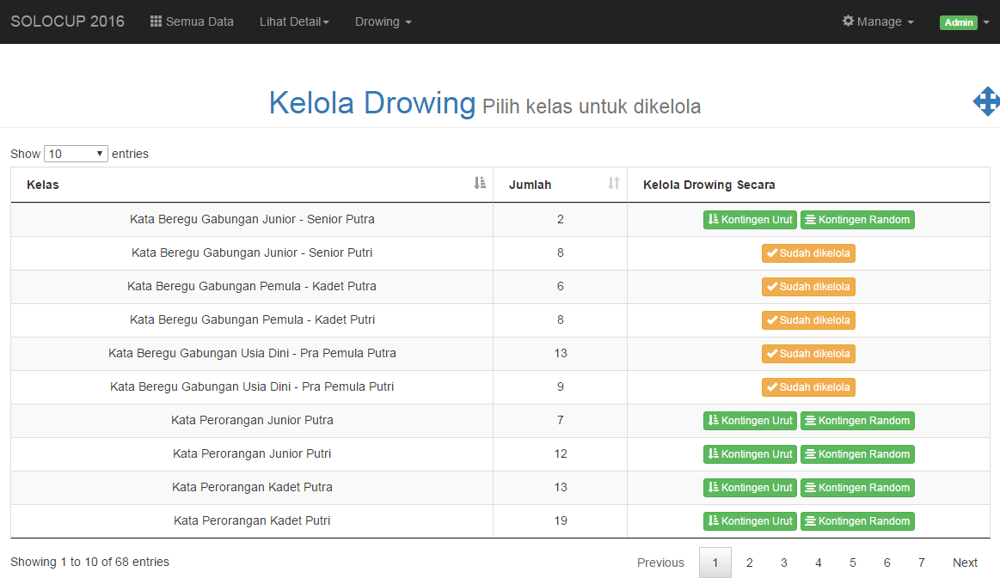 SOLOCUP 2016 Semua Data Lihat Detail Drowing Manage Admin
Kelola Drowing Pilih kelas untuk dikelola
Show 10 entries
Kelas Jumlah Kelola Drowing Secara
Kata Beregu Gabungan Junior - Senior Putra 2 Kontingen Urut Kontingen Random
Kata Beregu Gabungan Junior - Senior Putri 8 Sudah dikelola
Kata Beregu Gabungan Pemula - Kadet Putra 6 Sudah dikelola
Kata Beregu Gabungan Pemula - Kadet Putri 8 Sudah dikelola
Kata Beregu Gabungan Usia Dini - Pra Pemula Putra 13 Sudah dikelola
Kata Beregu Gabungan Usia Dini - Pra Pemula Putri 9 Sudah dikelola
Kata Perorangan Junior Putra 7 Kontingen Urut Kontingen Random
Kata Perorangan Junior Putri 12 Kontingen Urut Kontingen Random
Kata Perorangan Kadet Putra 13 Kontingen Urut Kontingen Random
Kata Perorangan Kadet Putri 19 Kontingen Urut Kontingen Random
Showing 1 to 10 of 68 entries Previous 1 2 3 4 5 6 7 Next